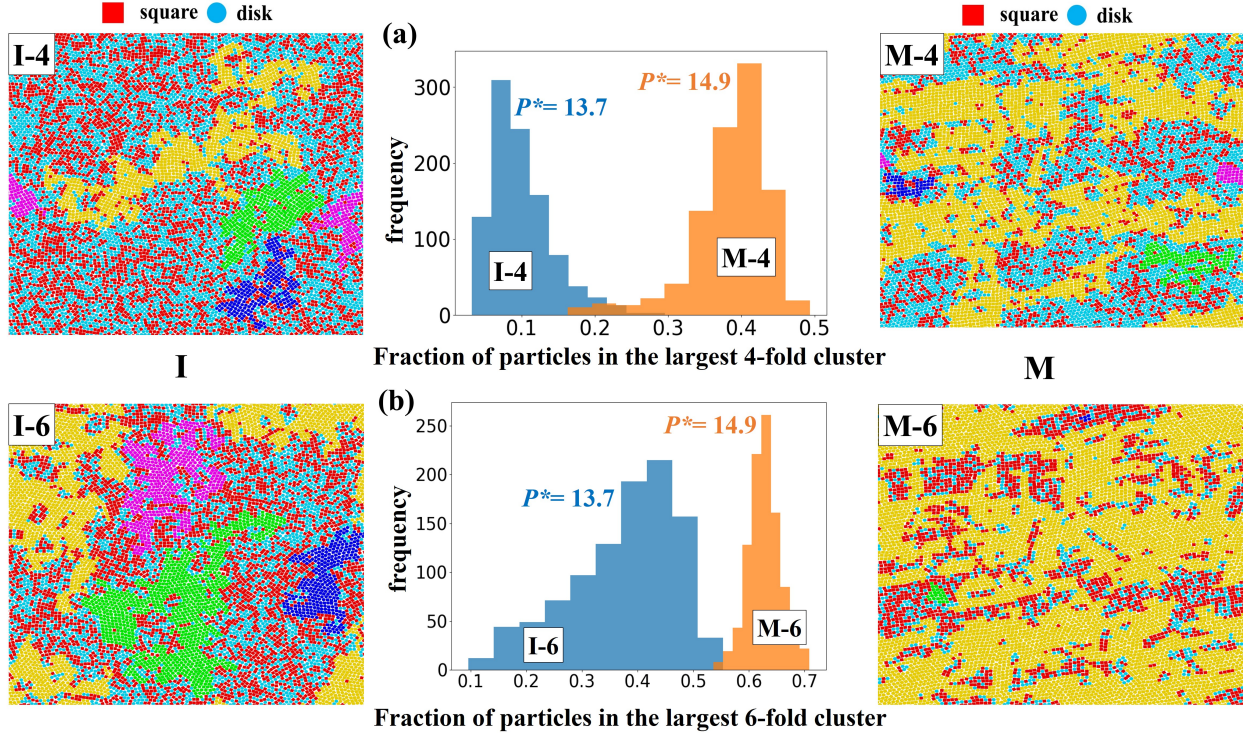 square disk
I-4
(a)
P*= 13.7
P*= 14.9
frequency
300
200
100
0
I-4
M-4
0.1 0.2 0.3 0.4 0.5
Fraction of particles in the largest 4-fold cluster
square disk
M-4
I
M
I-6
(b)
P*= 14.9
P*= 13.7
frequency
250
200
150
100
50
0
I-6
M-6
0.1 0.2 0.3 0.4 0.5 0.6 0.7
Fraction of particles in the largest 6-fold cluster
M-6